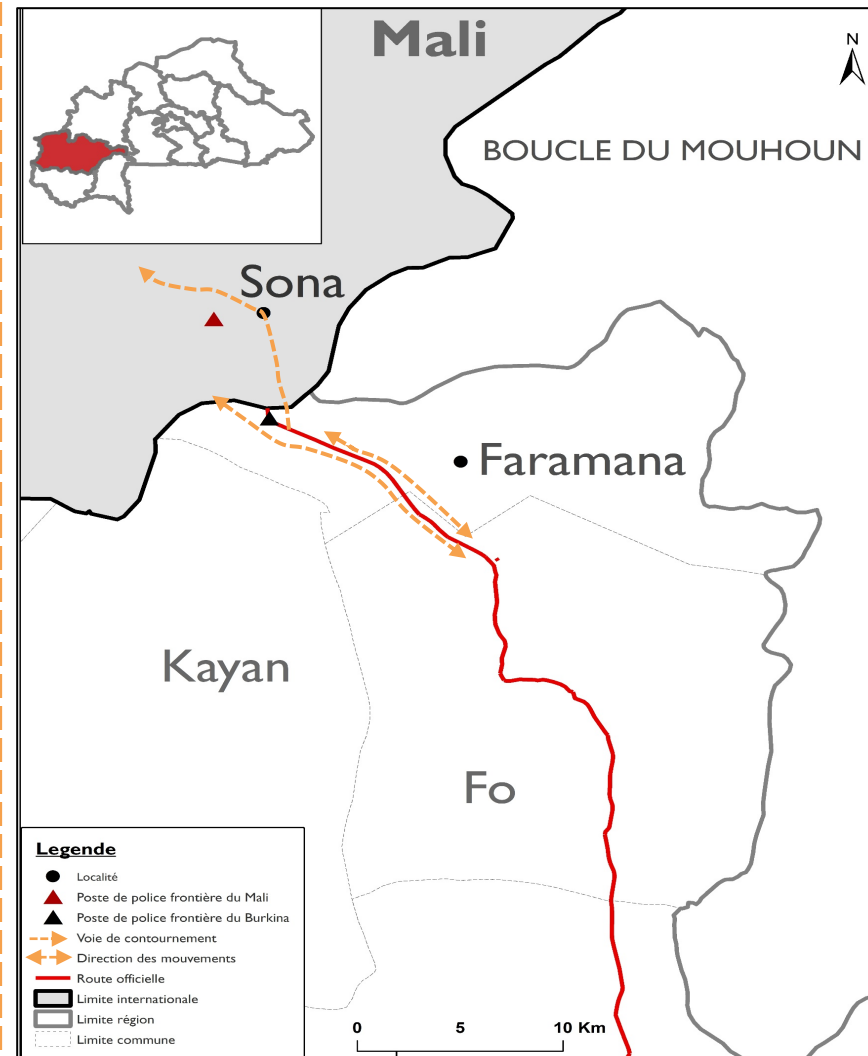 Mali
N
BOUCLE DU MOUHOUN
Sona
Faramana
Kayan
Fo
Legende
Localité
Poste de police frontière du Mali
Poste de police frontière du Burkina
Voie de contournement
Direction des mouvements
Route officielle
Limite internationale
Limite région
Limite commune
0 5 10 Km